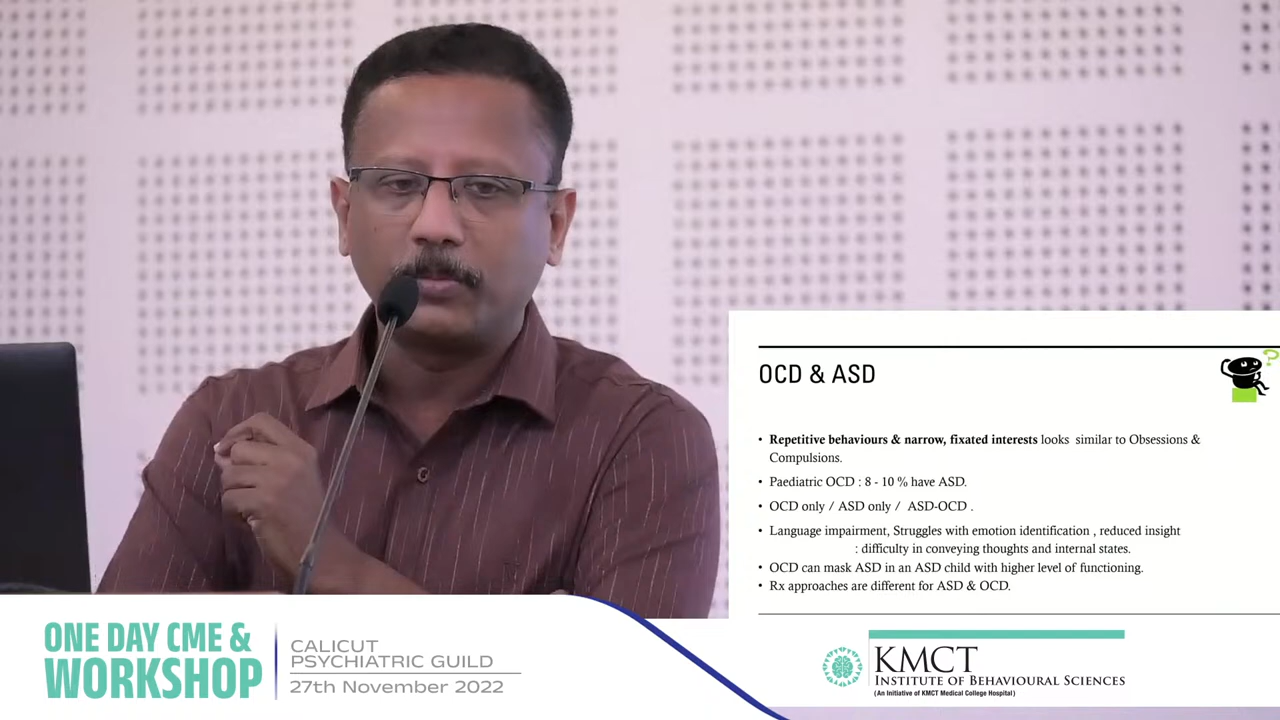 OCD & ASD
?
• Repetitive behaviours & narrow, fixated interests looks similar to Obsessions &
Compulsions.
• Paediatric OCD : 8 - 10 % have ASD.
• OCD only / ASD only / ASD-OCD .
• Language impairment, Struggles with emotion identification , reduced insight
: difficulty in conveying thoughts and internal states.
• OCD can mask ASD in an ASD child with higher level of functioning.
• Rx approaches are different for ASD & OCD.
ONE DAY CME &
WORKSHOP
CALICUT
PSYCHIATRIC GUILD
27th November 2022
KMCT
INSTITUTE OF BEHAVIOURAL SCIENCES
(An Initiative of KMCT Medical College Hospital)